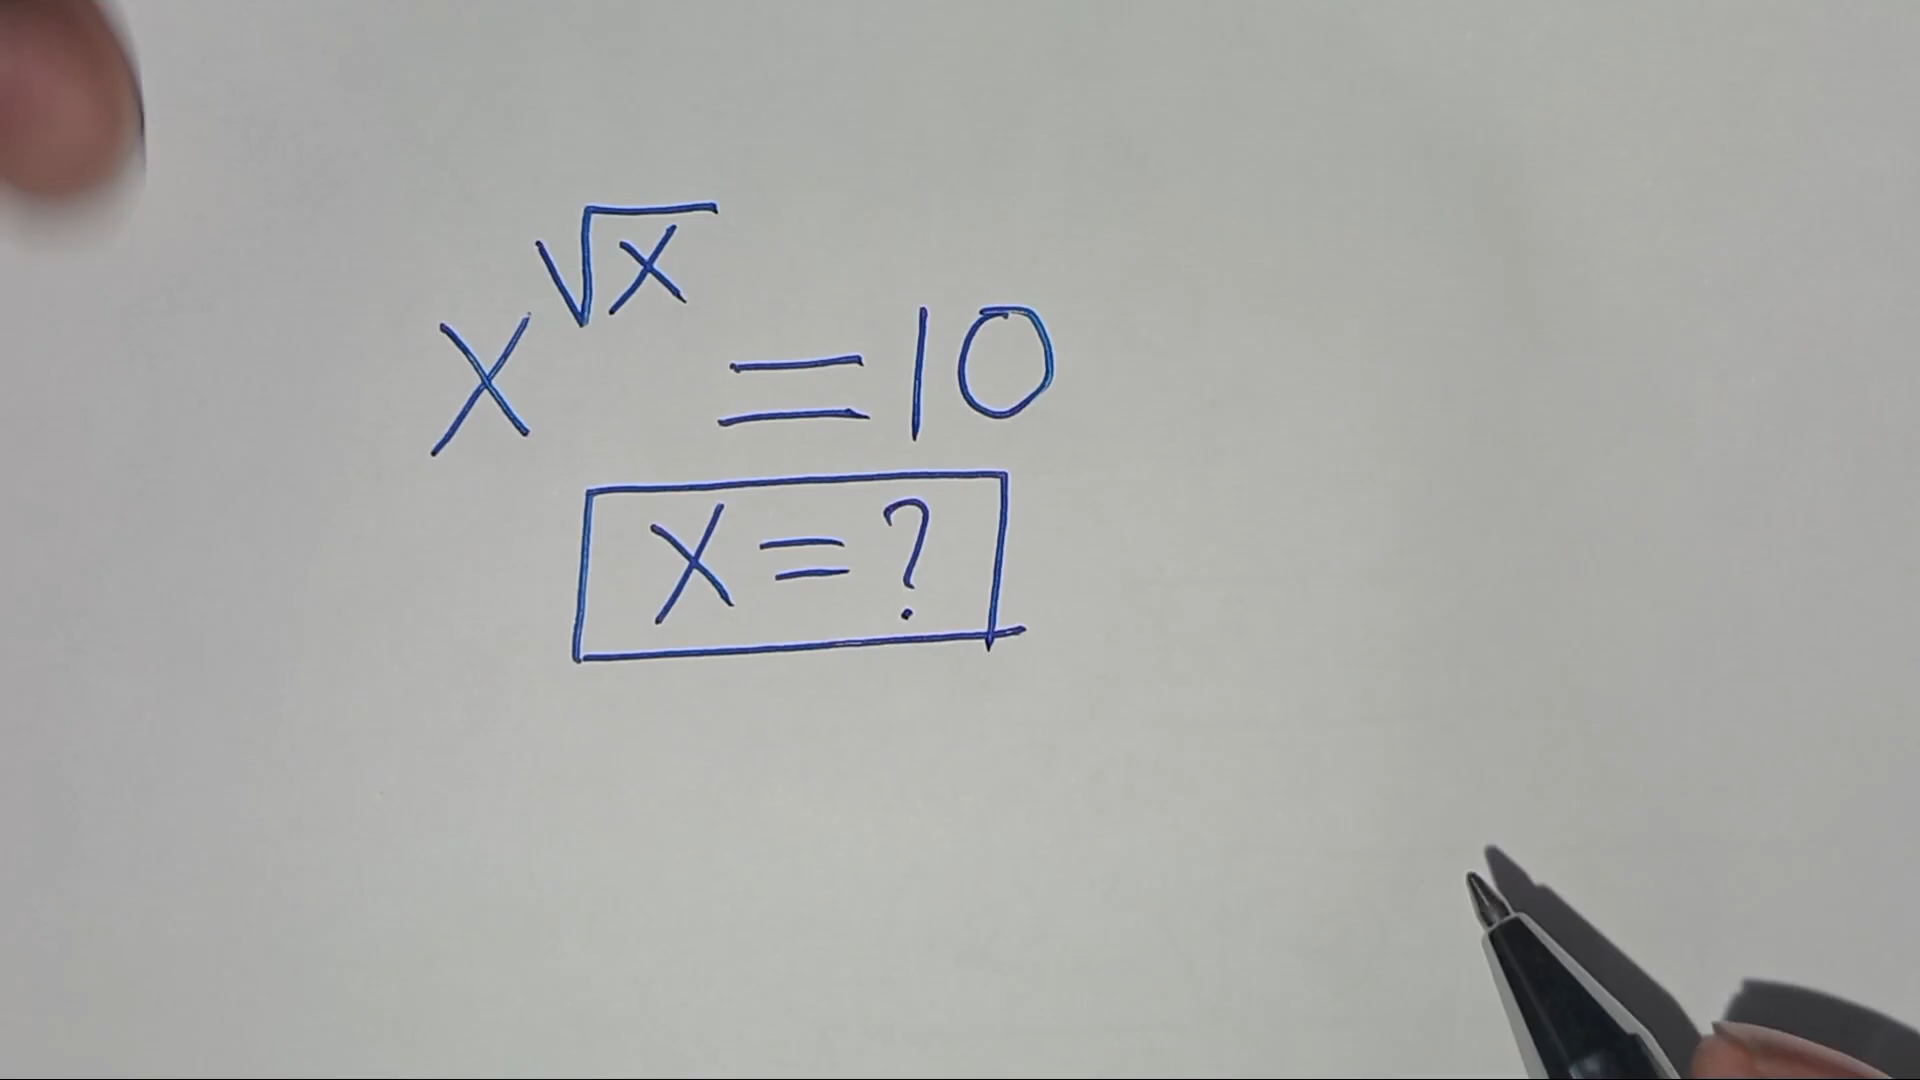 x^√x = 10
x = ?